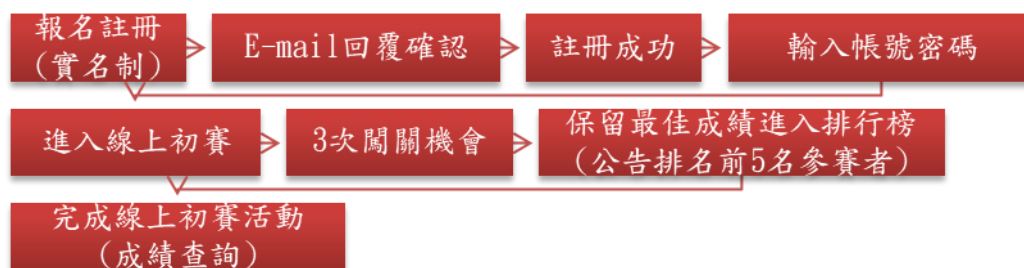 報名註冊
(實名制)
E-mail回覆確認
註冊成功
輸入帳號密碼
進入線上初賽
3次闖關機會
保留最佳成績進入排行榜
(公告排名前5名參賽者)
完成線上初賽活動
(成績查詢)